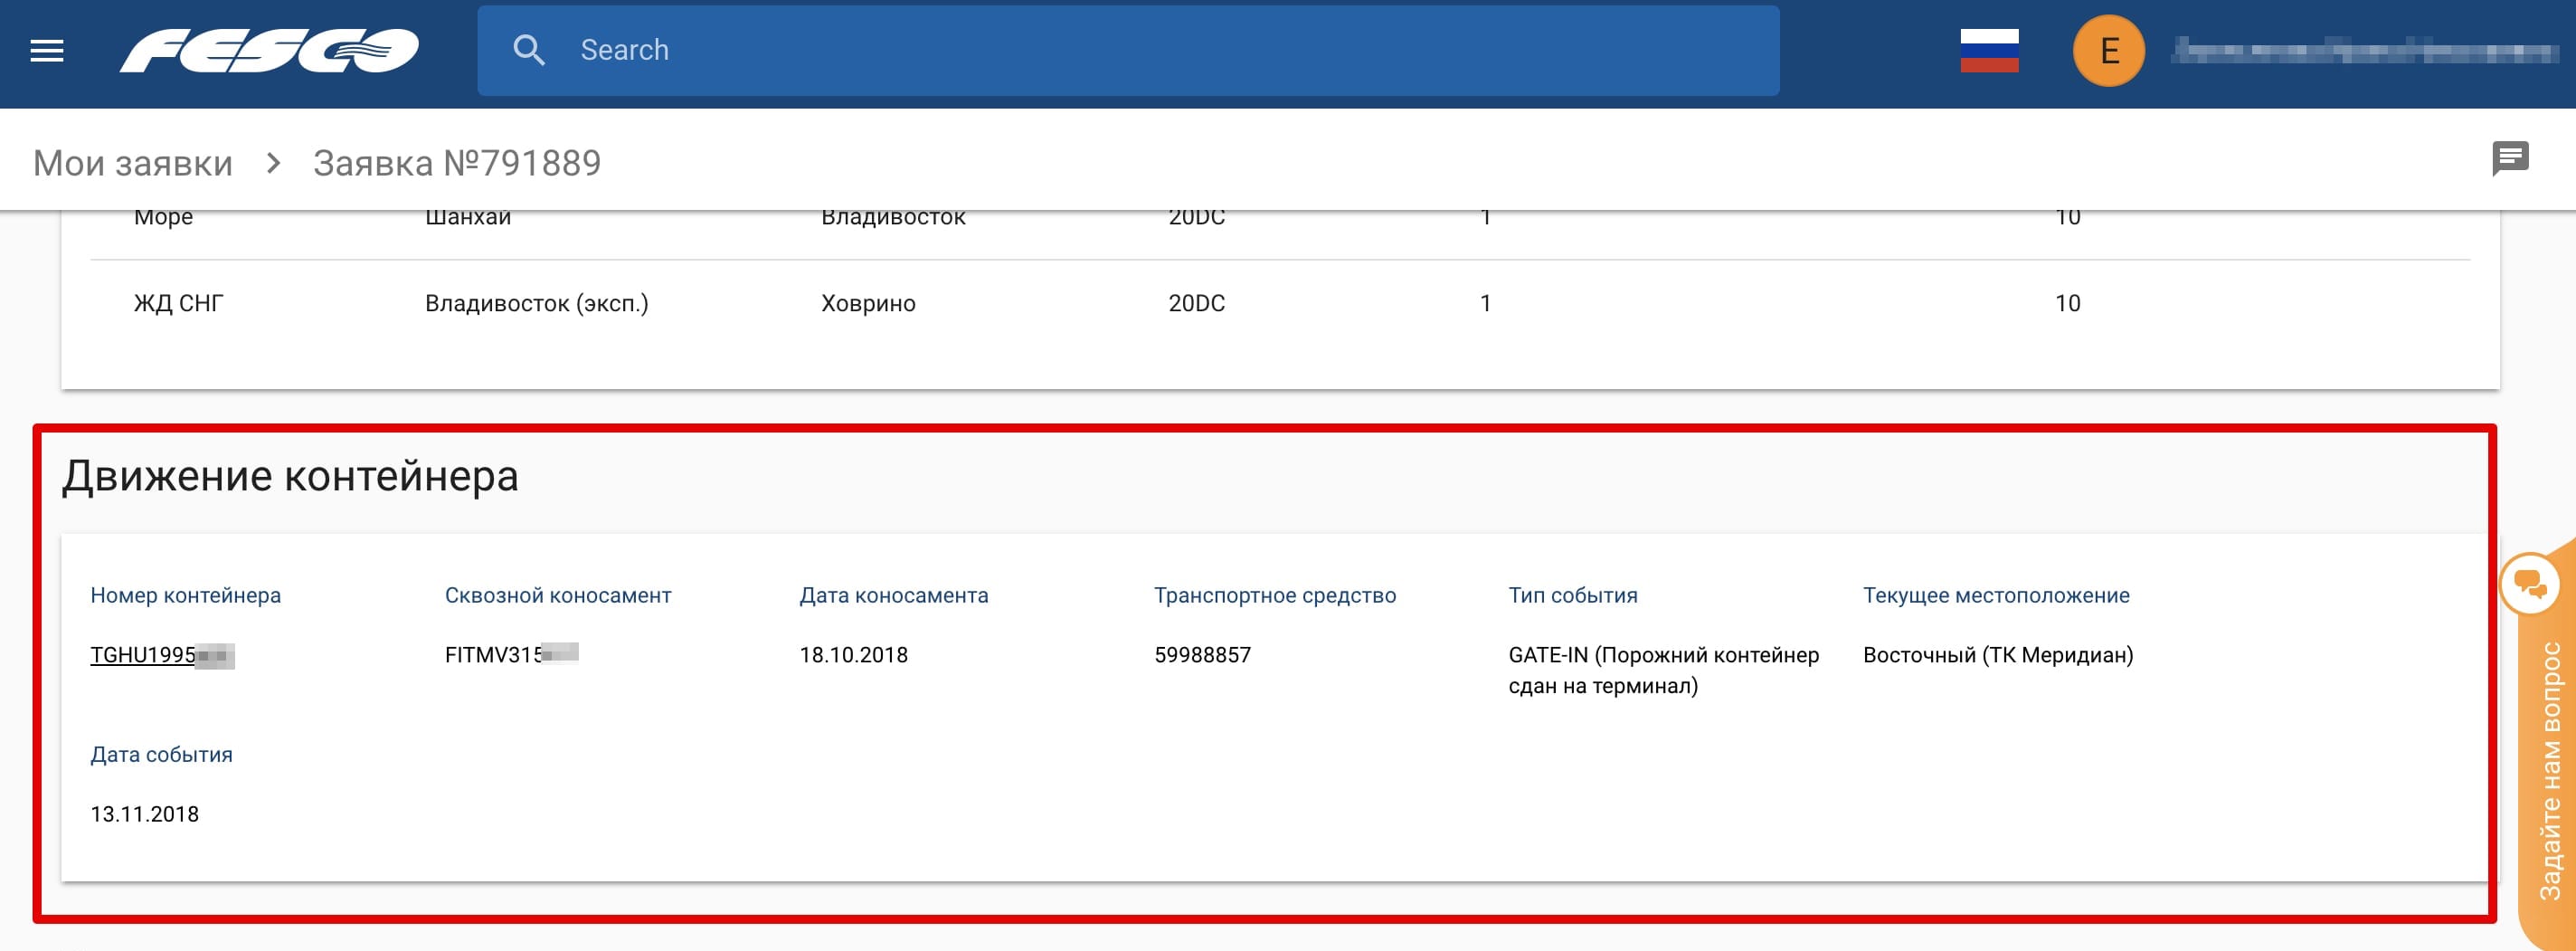 FESCO
Search
E
Мои заявки > Заявка №791889
Море Шанхай Владивосток 20DC 1 10
ЖД СНГ Владивосток (эксп.) Ховрино 20DC 1 10
Движение контейнера
Номер контейнера Сквозной коносамент Дата коносамента Транспортное средство Тип события Текущее местоположение
TGHU1995 FITMV315 18.10.2018 59988857 GATE-IN (Порожний контейнер Восточный (ТК Меридиан)
сдан на терминал)
Дата события
13.11.2018
Задайте нам вопрос